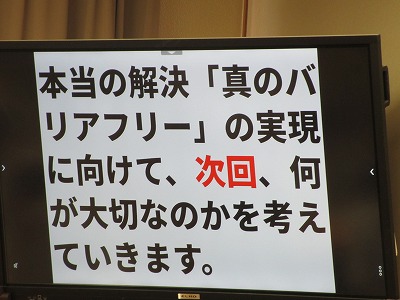 本当の解決「真のバ
リアフリー」の実現
に向けて、次回、何
が大切なのかを考え
ていきます。